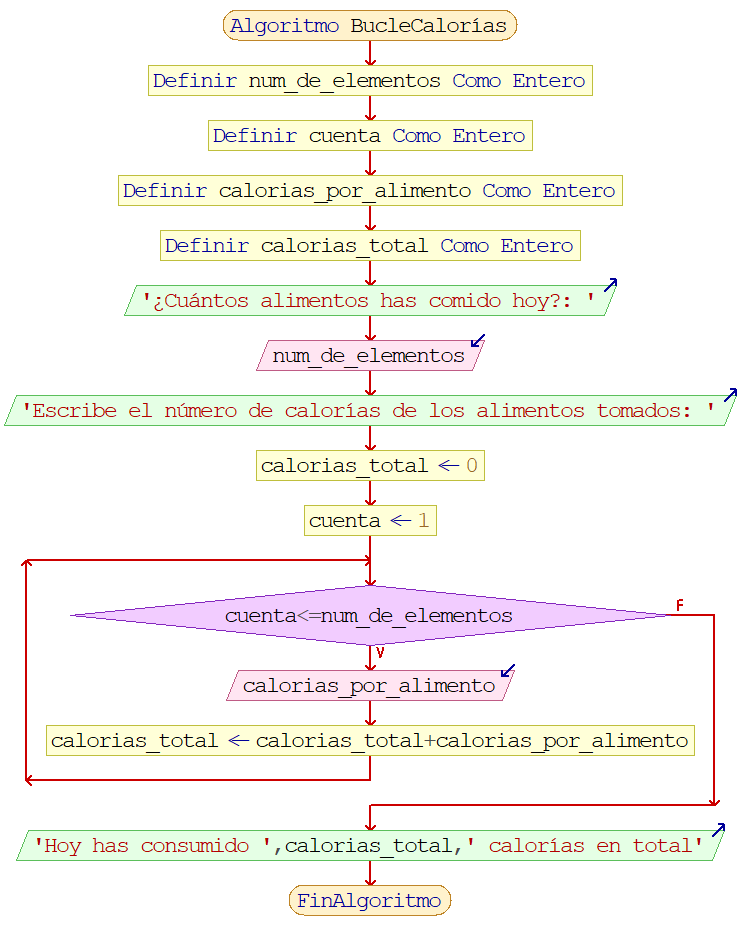 Algoritmo BucleCalorías
Definir num_de_elementos Como Entero
Definir cuenta Como Entero
Definir calorias_por_alimento Como Entero
Definir calorias_total Como Entero
'¿Cuántos alimentos has comido hoy?: '
num_de_elementos
'Escribe el número de calorías de los alimentos tomados: '
calorias_total ← 0
cuenta ← 1
cuenta<=num_de_elementos
F
V
calorias_por_alimento
calorias_total ← calorias_total+calorias_por_alimento
'Hoy has consumido ',calorias_total,' calorías en total'
FinAlgoritmo